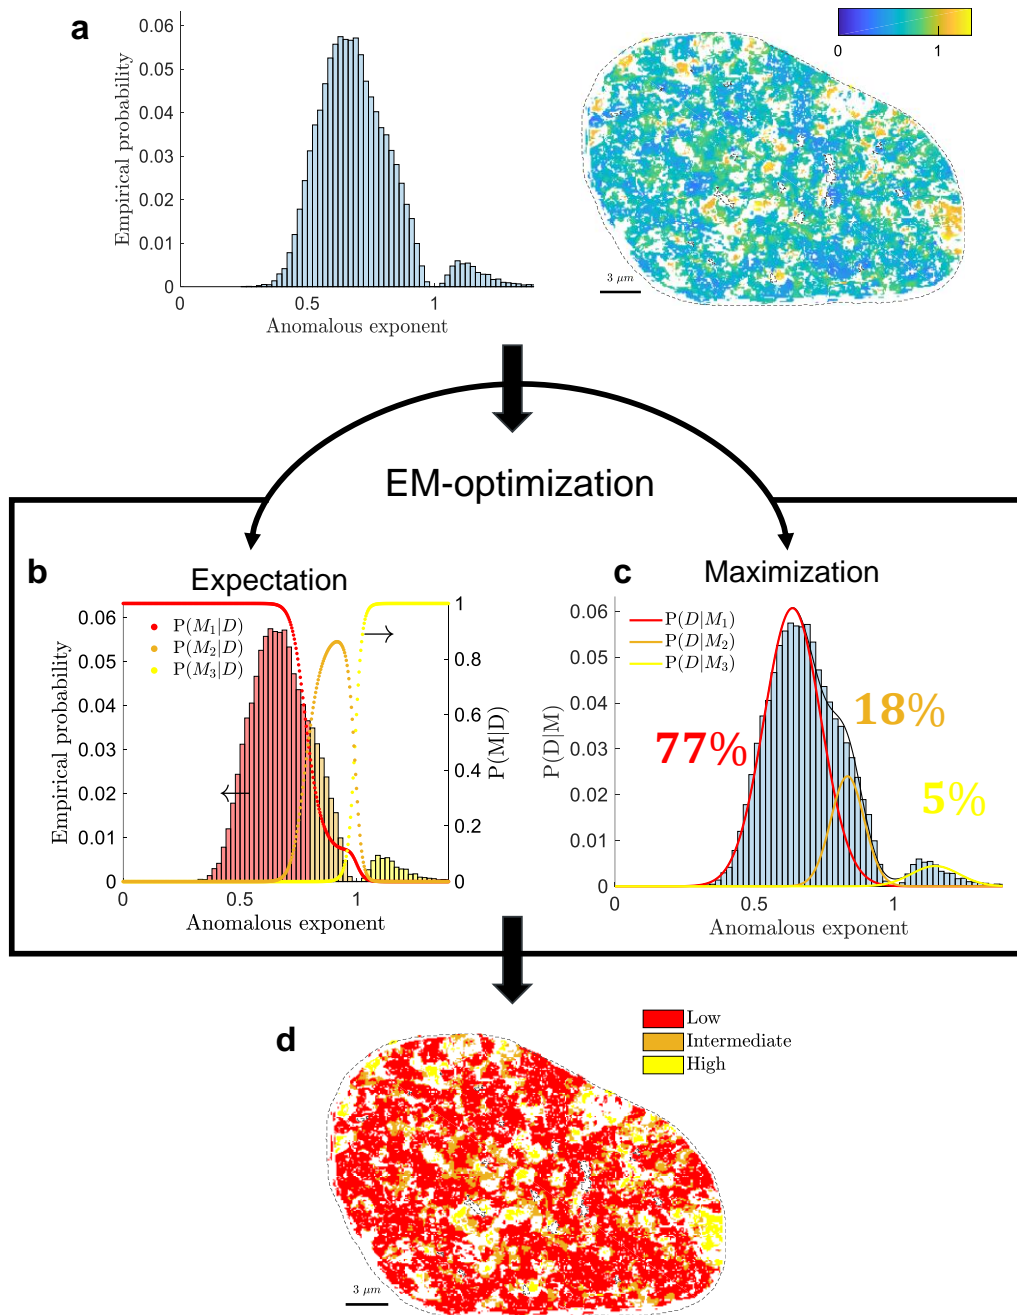 a
0.06
0.05
0.04
0.03
0.02
0.01
0
0
0.5
1
Empirical probability
Anomalous exponent
0
1
3 μm
EM-optimization
b
Expectation
0.06
0.05
0.04
0.03
0.02
0.01
0
0
0.5
1
Empirical probability
Anomalous exponent
P(M₁|D)
P(M₂|D)
P(M₃|D)
1
0.8
0.6
0.4
0.2
0
P(M|D)
c
Maximization
0.06
0.05
0.04
0.03
0.02
0.01
0
0
0.5
1
P(D|M)
Anomalous exponent
P(D|M₁)
P(D|M₂)
P(D|M₃)
77%
18%
5%
d
Low
Intermediate
High
3 μm